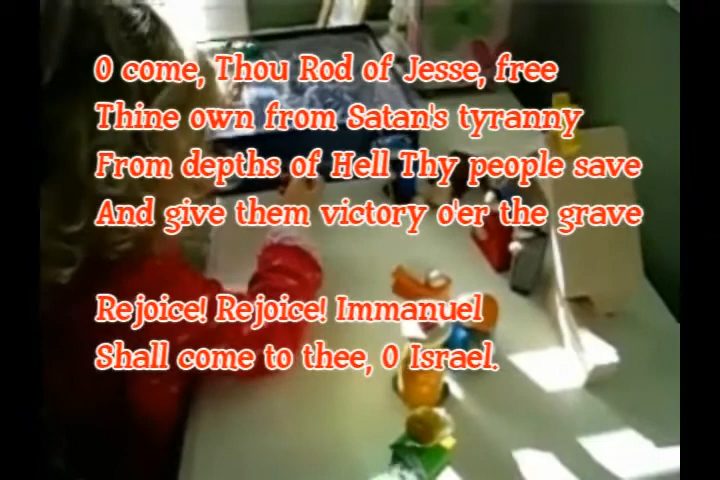 O come, Thou Rod of Jesse, free
Thine own from Satan's tyranny
From depths of Hell Thy people save
And give them victory o'er the grave
Rejoice! Rejoice! Immanuel
Shall come to thee, O Israel.